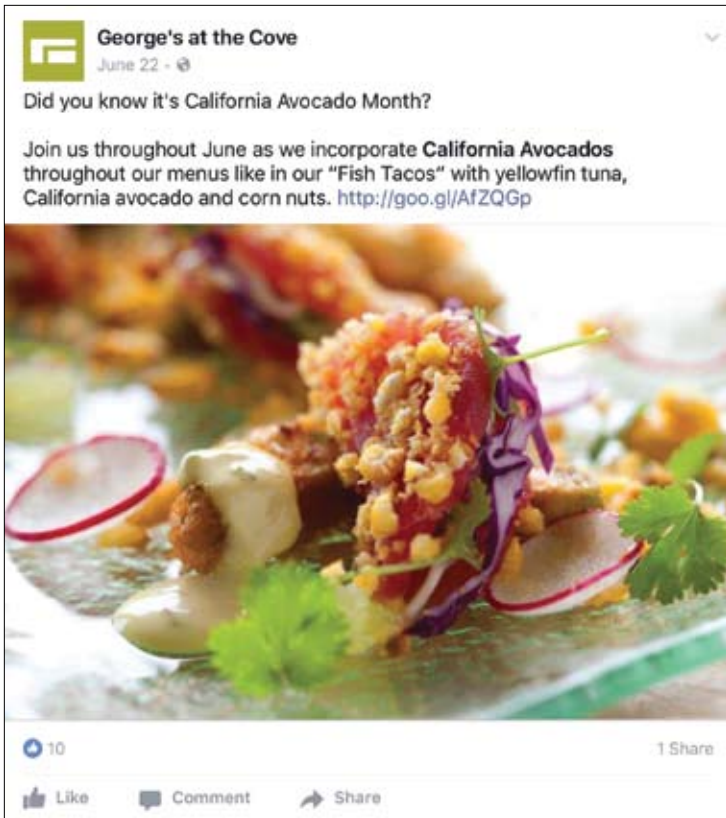 George's at the Cove
June 22 -
Did you know it's California Avocado Month?
Join us throughout June as we incorporate California Avocados
throughout our menus like in our "Fish Tacos" with yellowfin tuna,
California avocado and corn nuts. http://goo.gl/AfZQGp
10
1 Share
Like Comment Share